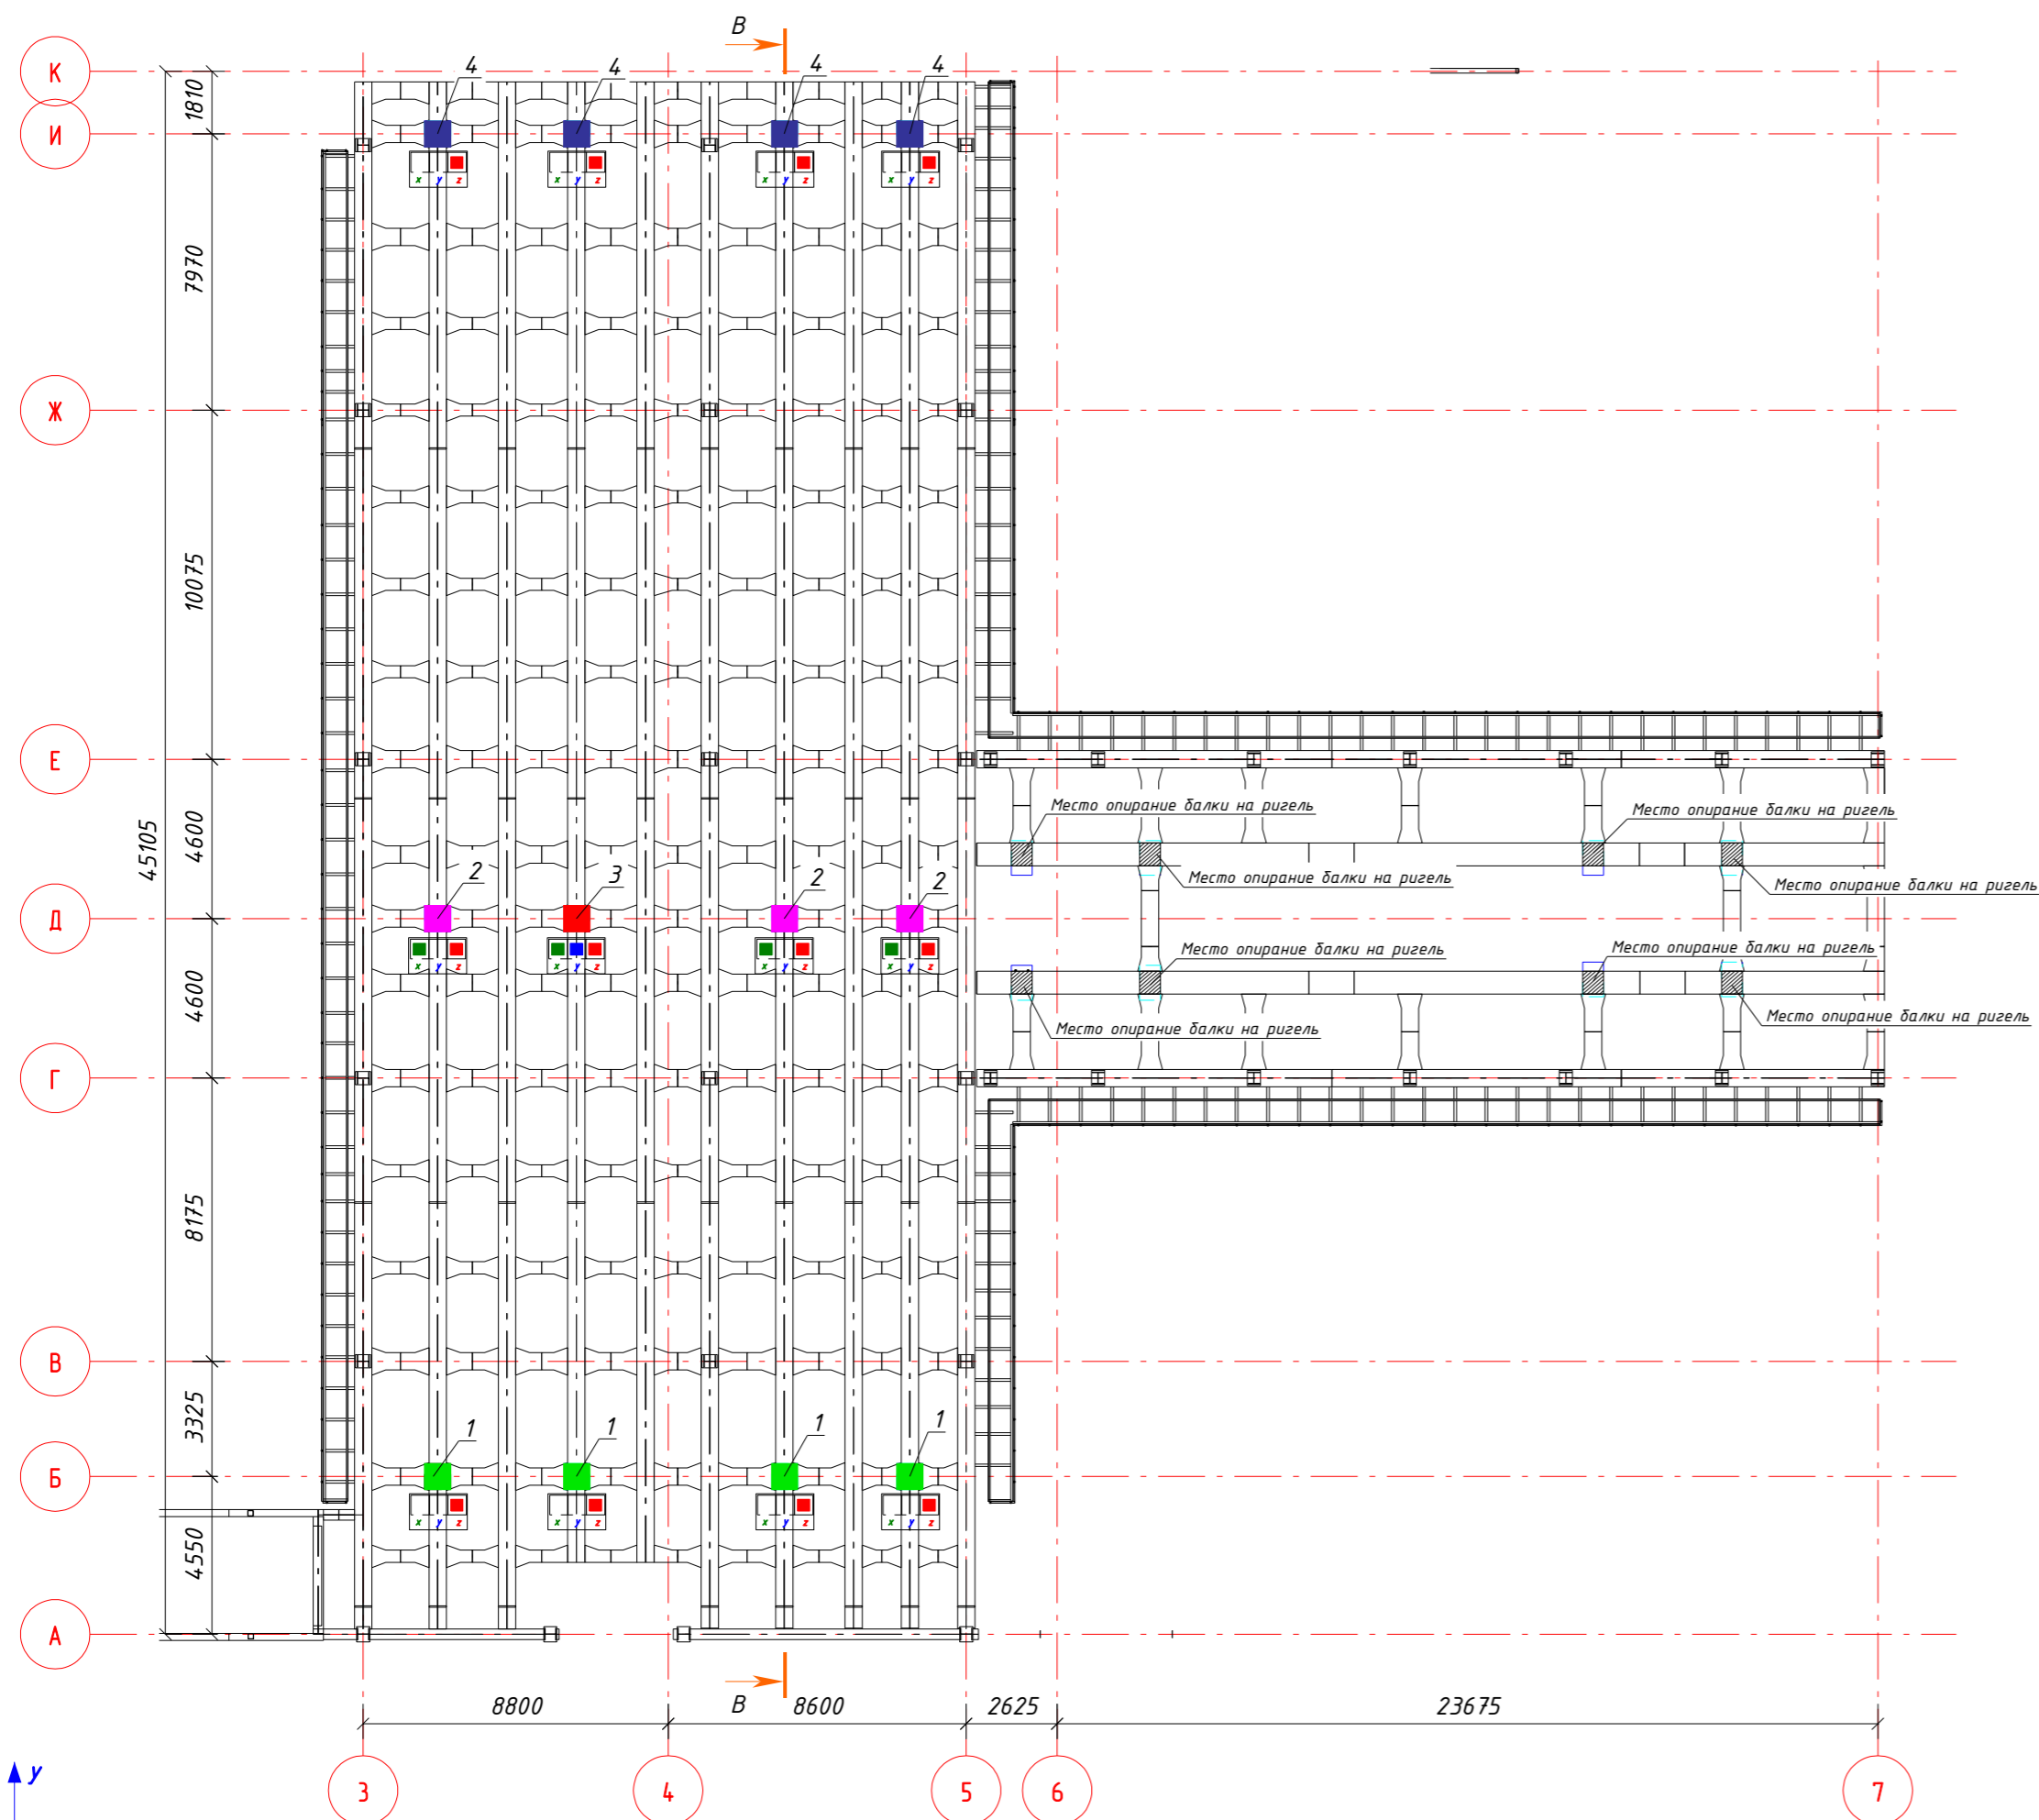 В
К
4
4
4
4
1810
И
x y z
x y z
x y z
x y z
7970
Ж
10075
Е
Место опирание балки на ригель
Место опирание балки на ригель
4600
45105
2
3
2
2
Место опирание балки на ригель
Место опирание балки на ригель
Д
x y z
x y z
x y z
x y z
Место опирание балки на ригель
Место опирание балки на ригель
4600
Место опирание балки на ригель
Место опирание балки на ригель
Г
8175
В
3325
1
1
1
1
Б
x y z
x y z
x y z
x y z
4550
А
8800
В
8600
2625
23675
y
3
4
5
6
7